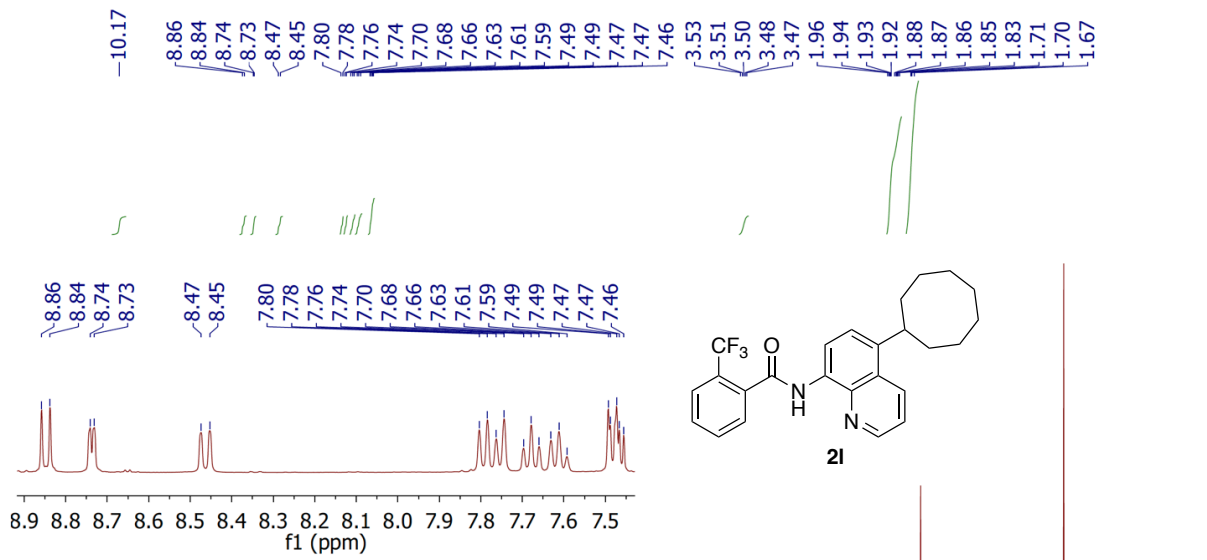 10.17 8.86 8.84 8.74 8.73 8.47 8.45 7.80 7.78 7.76 7.74 7.70 7.68 7.66 7.63 7.61 7.59 7.49 7.49 7.47 7.47 7.46 3.53 3.51 3.50 3.48 3.47 1.96 1.94 1.93 1.92 1.88 1.87 1.86 1.85 1.83 1.71 1.70 1.67
8.86 8.84 8.74 8.73 8.47 8.45 7.80 7.78 7.76 7.74 7.70 7.68 7.66 7.63 7.61 7.59 7.49 7.49 7.47 7.47 7.46
CF3 O
N
H
N
2l
8.9 8.8 8.7 8.6 8.5 8.4 8.3 8.2 8.1 8.0 7.9 7.8 7.7 7.6 7.5
f1 (ppm)